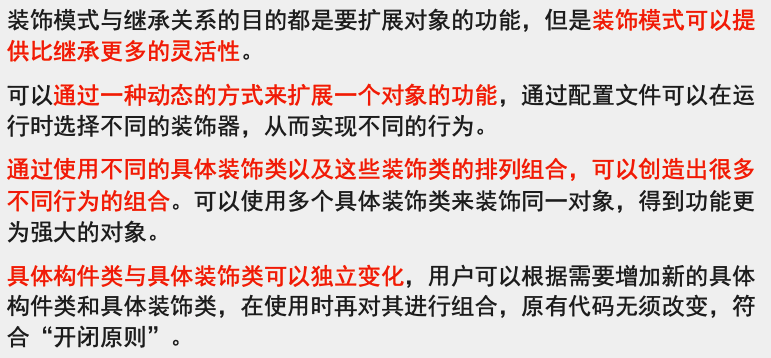 装饰模式与继承关系的目的都是要扩展对象的功能，但是装饰模式可以提
供比继承更多的灵活性。
可以通过一种动态的方式来扩展一个对象的功能，通过配置文件可以在运
行时选择不同的装饰器，从而实现不同的行为。
通过使用不同的具体装饰类以及这些装饰类的排列组合，可以创造出很多
不同行为的组合。可以使用多个具体装饰类来装饰同一对象，得到功能更
为强大的对象。
具体构件类与具体装饰类可以独立变化，用户可以根据需要增加新的具体
构件类和具体装饰类，在使用时再对其进行组合，原有代码无须改变，符
合“开闭原则”。